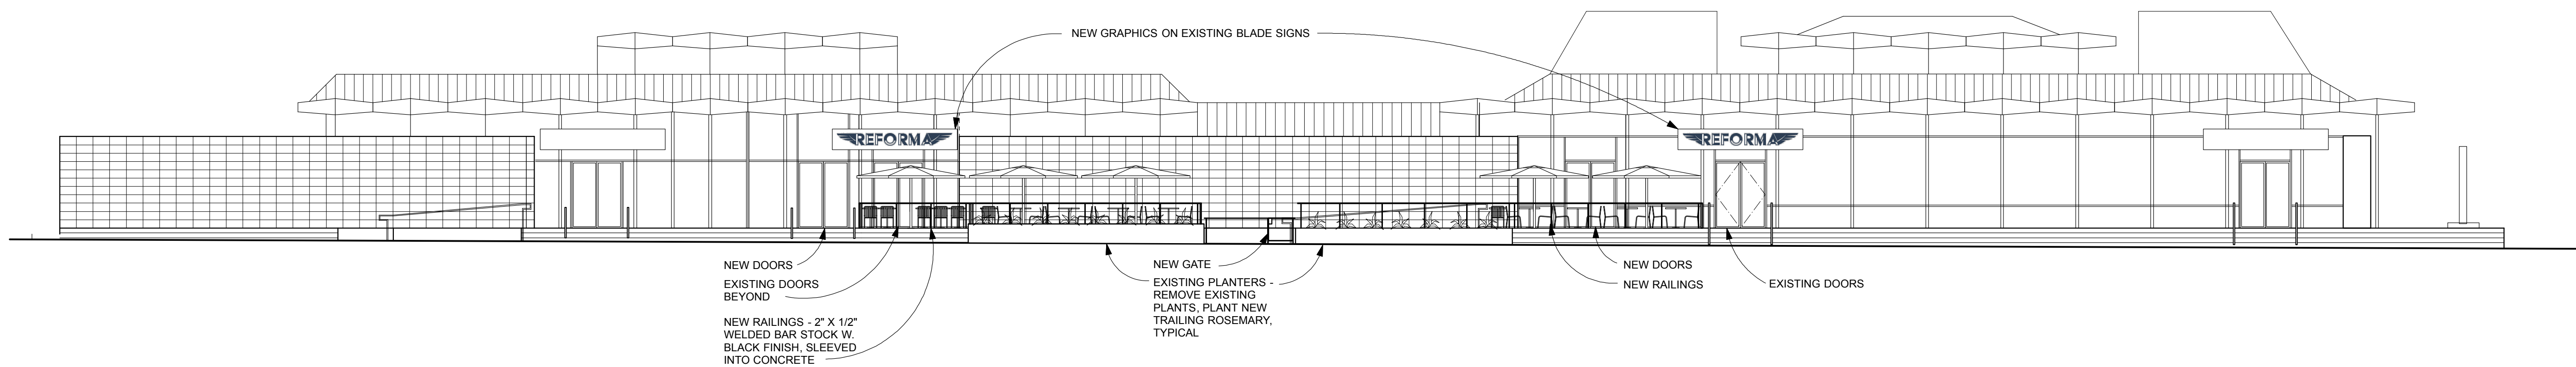 NEW GRAPHICS ON EXISTING BLADE SIGNS
REFORMA
REFORMA
NEW DOORS
EXISTING DOORS
BEYOND
NEW RAILINGS - 2" X 1/2"
WELDED BAR STOCK W.
BLACK FINISH, SLEEVED
INTO CONCRETE
NEW GATE
EXISTING PLANTERS -
REMOVE EXISTING
PLANTS, PLANT NEW
TRAILING ROSEMARY,
TYPICAL
NEW DOORS
NEW RAILINGS
EXISTING DOORS